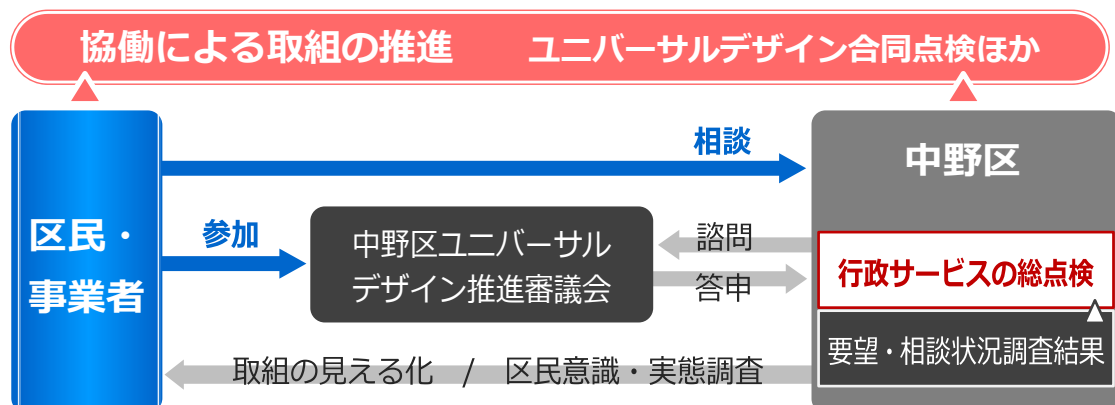 協働による取組の推進　ユニバーサルデザイン合同点検ほか
相談
中野区
区民・
事業者
参加
中野区ユニバーサル
デザイン推進審議会
諮問
答申
行政サービスの総点検
要望・相談状況調査結果
取組の見える化　/　区民意識・実態調査